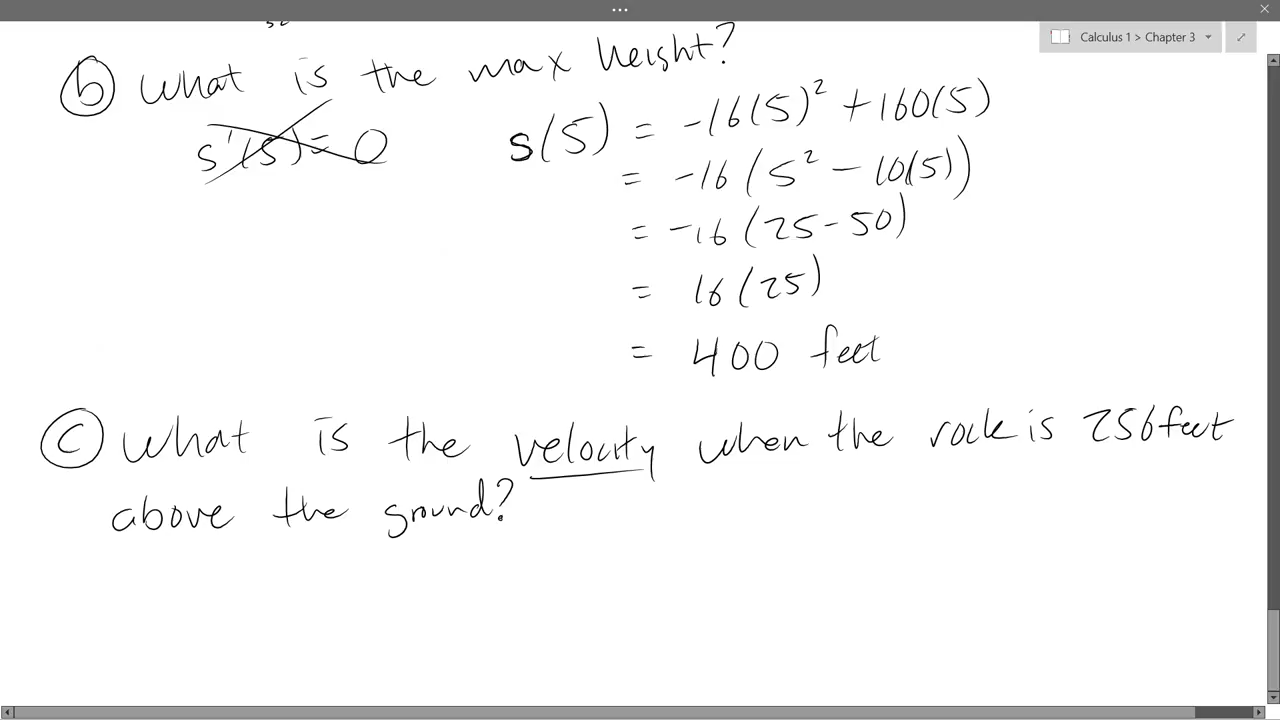 Calculus 1 > Chapter 3
ⓑ What is the max height?
s'(5) = 0
s(5) = -16(5)² + 160(5)
= -16(5² - 10(5))
= -16(25-50)
= 16(25)
= 400 feet
ⓒ What is the velocity when the rock is 256 feet
above the ground?